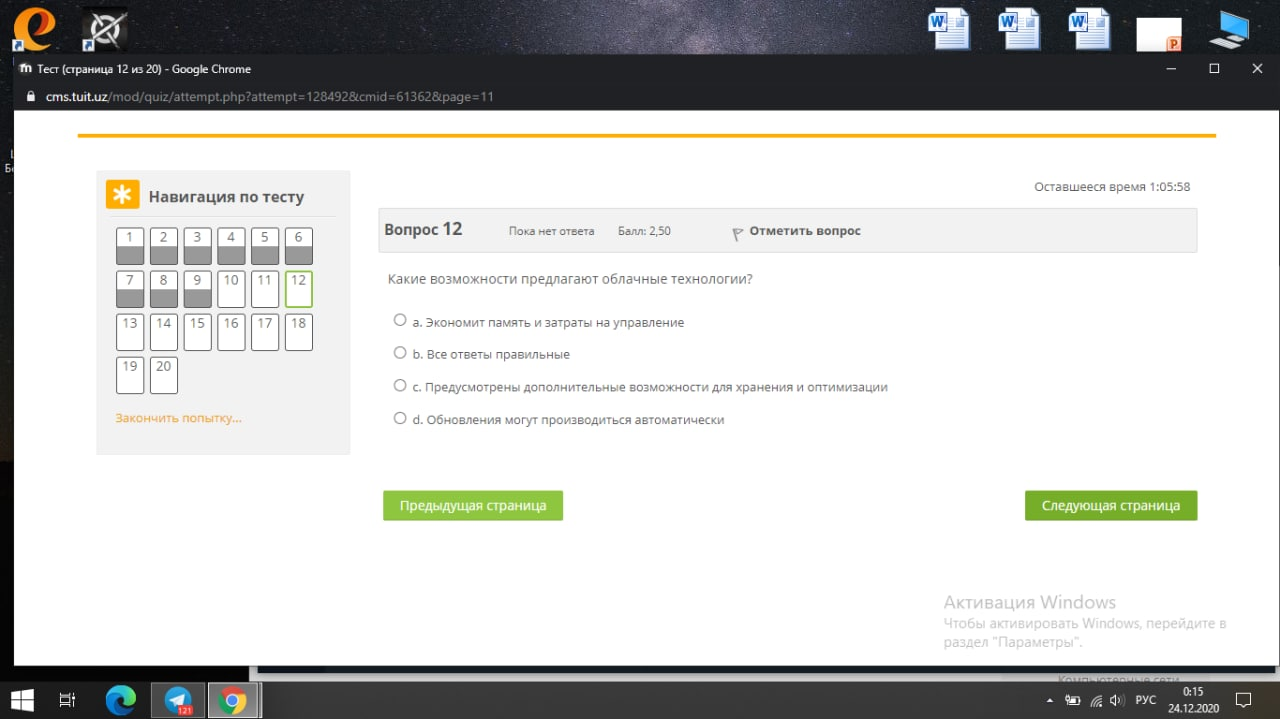 Тест (страница 12 из 20) - Google Chrome
cms.tuit.uz/mod/quiz/attempt.php?attempt=128492&cmid=61362&page=11
Навигация по тесту
1 2 3 4 5 6
7 8 9 10 11 12
13 14 15 16 17 18
19 20
Закончить попытку...
Оставшееся время 1:05:58
Вопрос 12 Пока нет ответа Балл: 2,50 Отметить вопрос
Какие возможности предлагают облачные технологии?
a. Экономит память и затраты на управление
b. Все ответы правильные
c. Предусмотрены дополнительные возможности для хранения и оптимизации
d. Обновления могут производиться автоматически
Предыдущая страница Следующая страница
Активация Windows
Чтобы активировать Windows, перейдите в
раздел "Параметры".
Компьютерные сети
121
РУС
0:15
24.12.2020